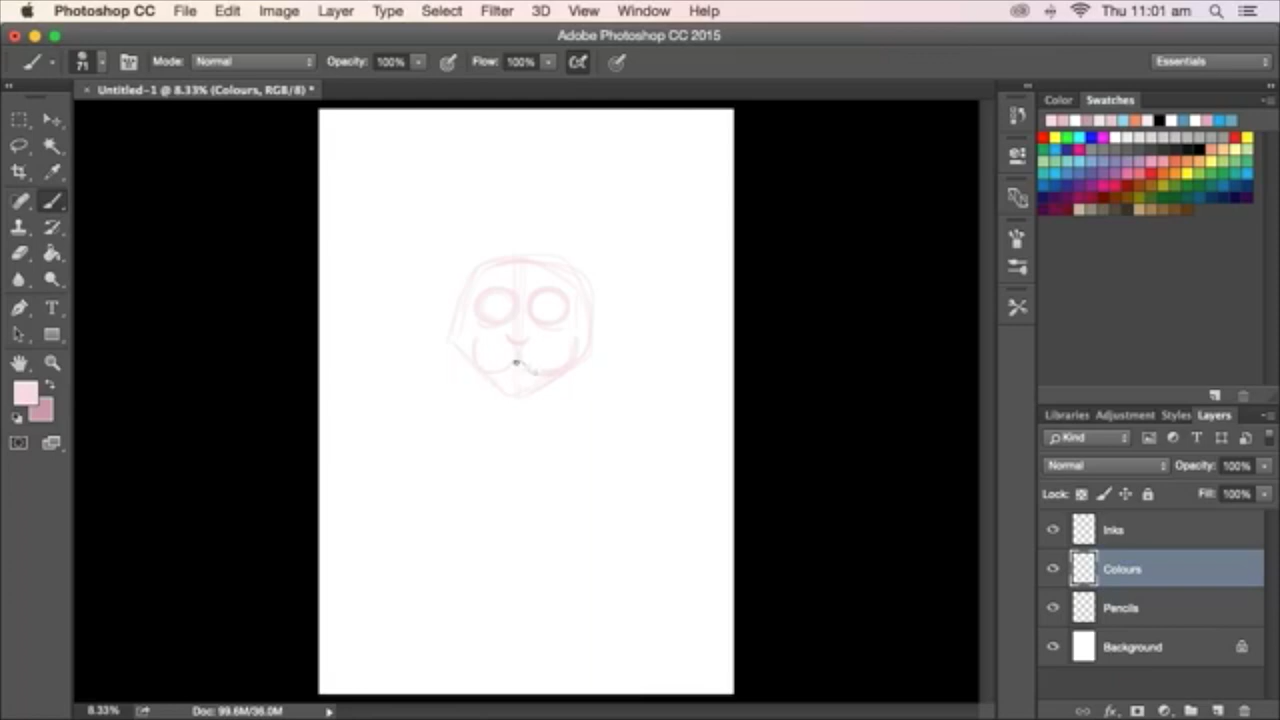 Photoshop CC File Edit Image Layer Type Select Filter 3D View Window Help Thu 11:01 am
Adobe Photoshop CC 2015
71 Mode: Normal Opacity: 100% Flow: 100% Essentials
Untitled-1 @ 8.33% (Colours, RGB/8) *
Color Swatches
T
Libraries Adjustment Styles Layers
Kind T
Normal Opacity: 100%
Lock: Fill: 100%
Inks
Colours
Pencils
Background
8.33% Doc: 99.6M/36.0M fx